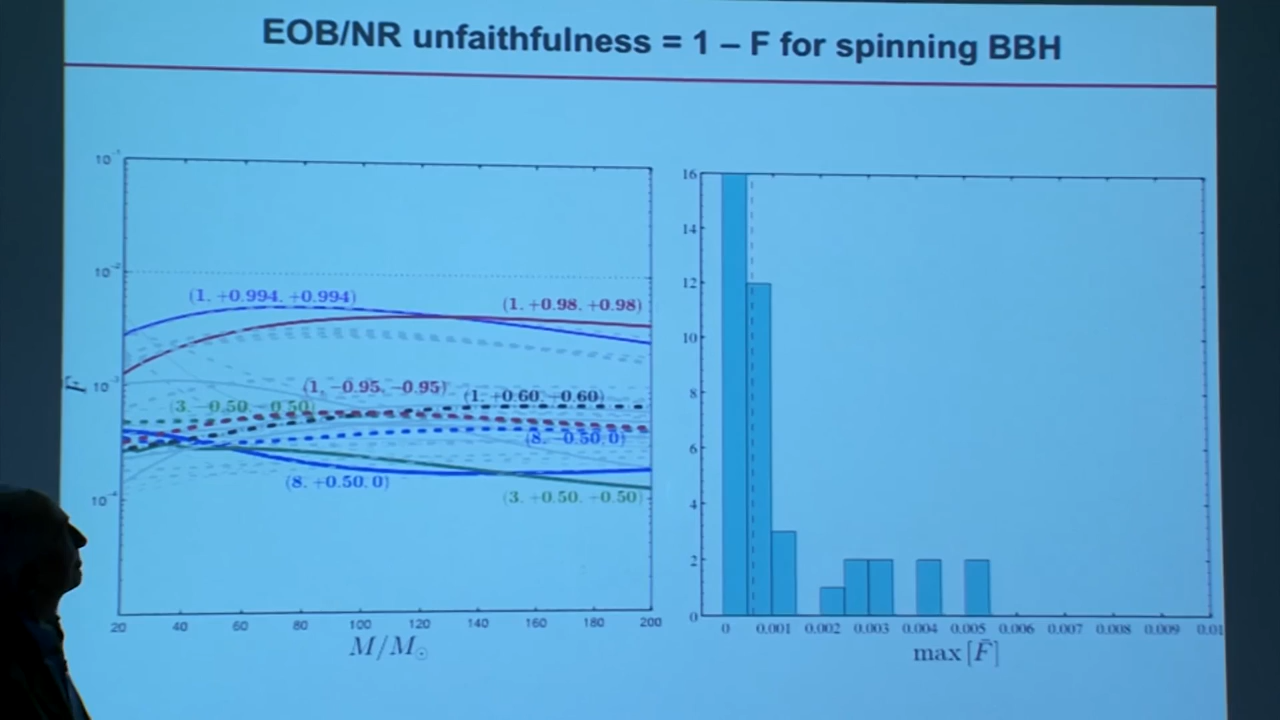 EOB/NR unfaithfulness = 1 – F for spinning BBH
10⁻¹
10⁻²
10⁻³
10⁻⁴
F̄
(1, +0.994, +0.994)
(1, +0.98, +0.98)
(1, −0.95, −0.95)
(1, +0.60, +0.60)
(3, −0.50, −0.50)
(8, −0.50, 0)
(8, +0.50, 0)
(3, +0.50, −0.50)
20 40 60 80 100 120 140 160 180 200
M/M☉
16
14
12
10
8
6
4
2
0
0 0.001 0.002 0.003 0.004 0.005 0.006 0.007 0.008 0.009 0.01
max [F̄]